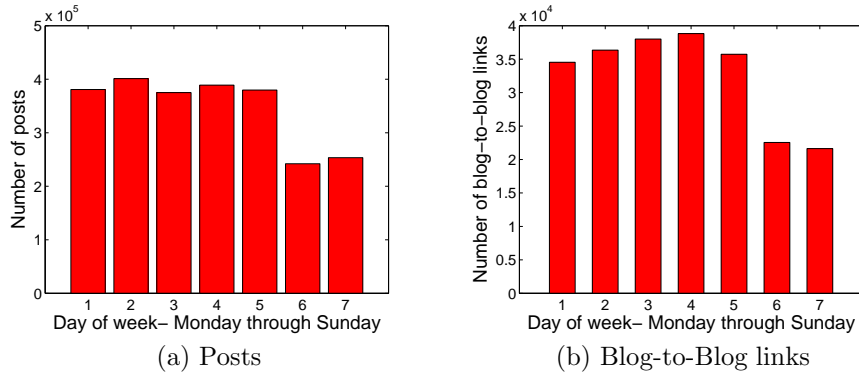 x 10^5
5
4
3
2
1
0
Number of posts
1 2 3 4 5 6 7
Day of week− Monday through Sunday
(a) Posts
x 10^4
4
3.5
3
2.5
2
1.5
1
0.5
0
Number of blog−to−blog links
1 2 3 4 5 6 7
Day of week− Monday through Sunday
(b) Blog-to-Blog links